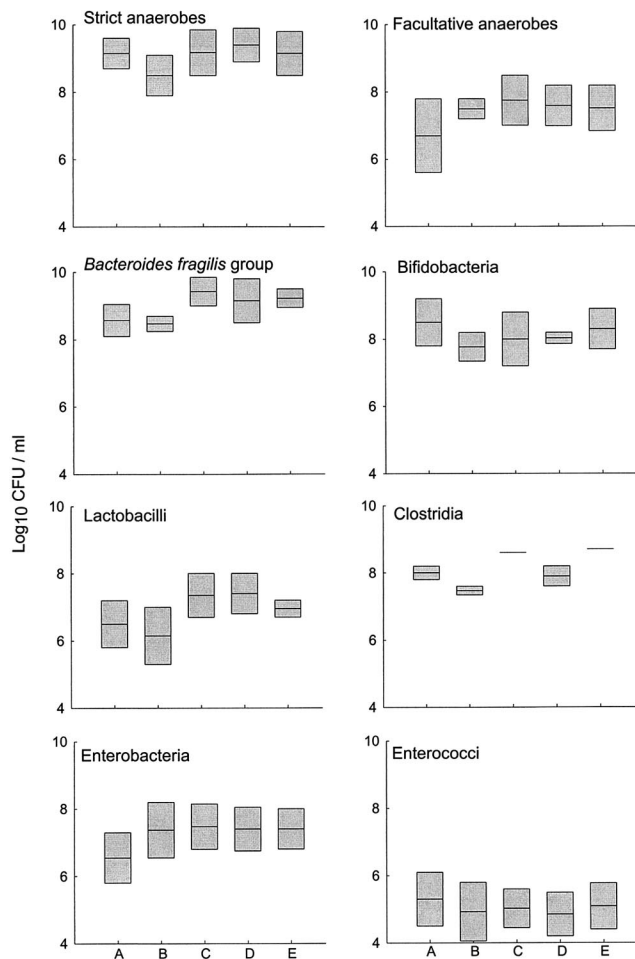 Strict anaerobes
10
8
6
4
Facultative anaerobes
10
8
6
4
Bacteroides fragilis group
10
8
6
4
Bifidobacteria
10
8
6
4
Log10 CFU / ml
Lactobacilli
10
8
6
4
Clostridia
10
8
6
4
Enterobacteria
10
8
6
4
A B C D E
Enterococci
10
8
6
4
A B C D E